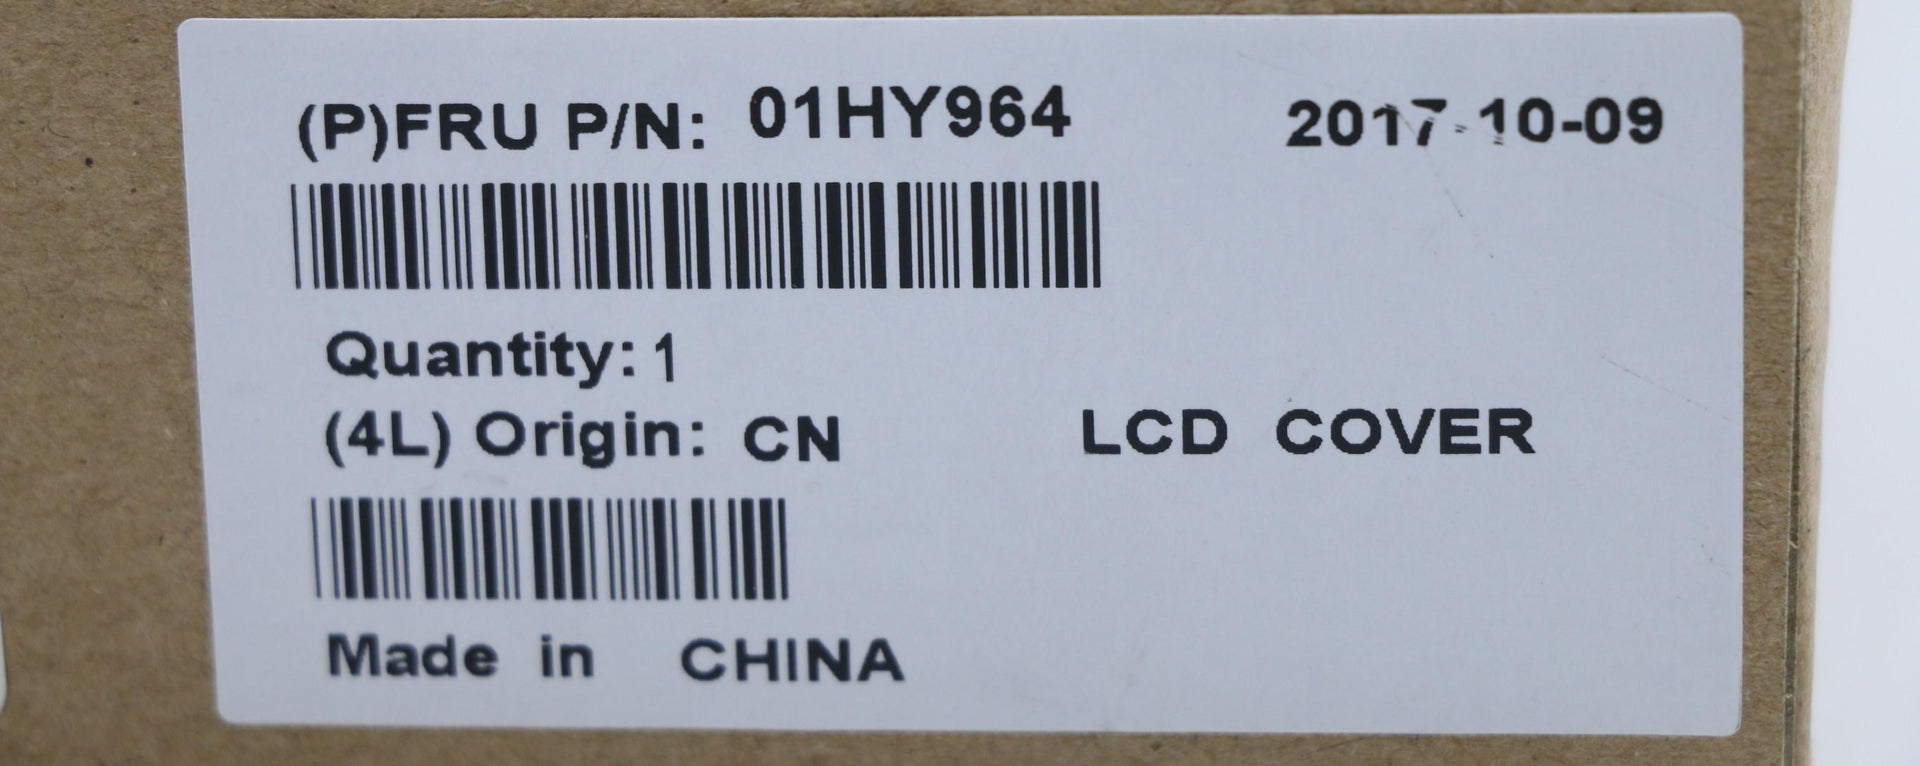 (P)FRU P/N: 01HY964 2017-10-09
Quantity: 1
(4L) Origin: CN LCD COVER
Made in CHINA